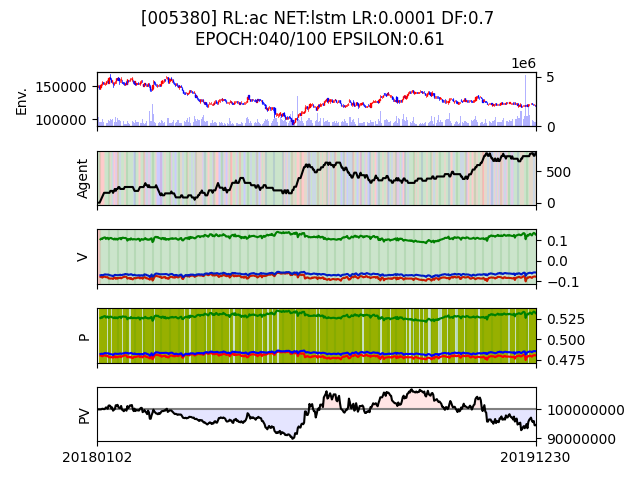 [005380] RL:ac NET:lstm LR:0.0001 DF:0.7
EPOCH:040/100 EPSILON:0.61
1e6
Env.
150000
100000
5
0
Agent
500
0
V
0.1
0.0
−0.1
P
0.525
0.500
0.475
PV
100000000
90000000
20180102
20191230